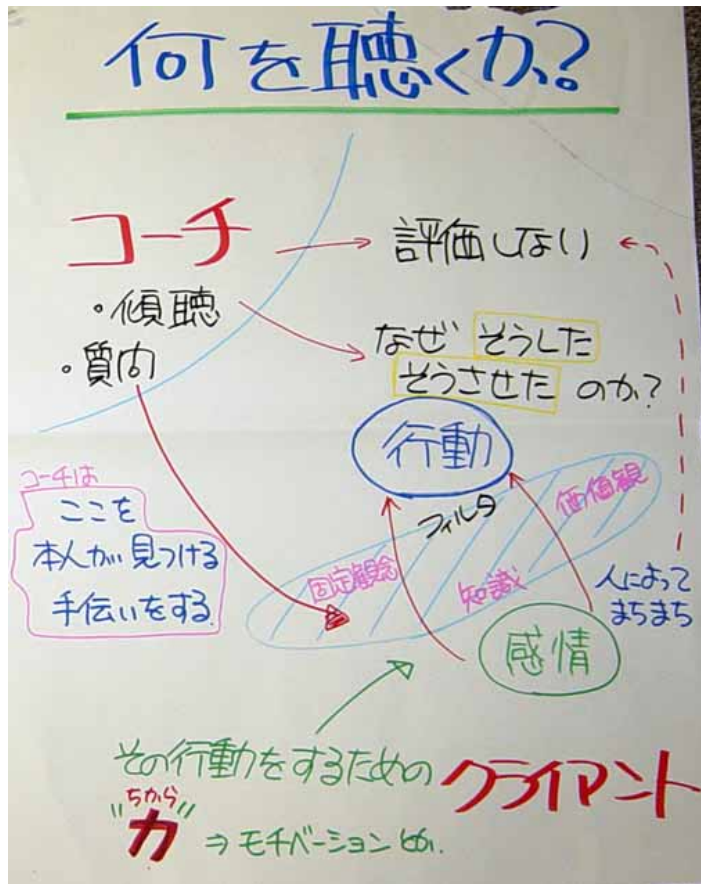 何を聴くか?
コーチ
評価しない
・傾聴
・質問
なぜ そうした
そうさせた のか?
行動
コーチは
ここを
本人が見つける
手伝いをする
フィルタ
価値観
固定観念
知識
人によって
まちまち
感情
その行動をするための
クライアント
ちから
"力" ⇒ モチベーションとか.